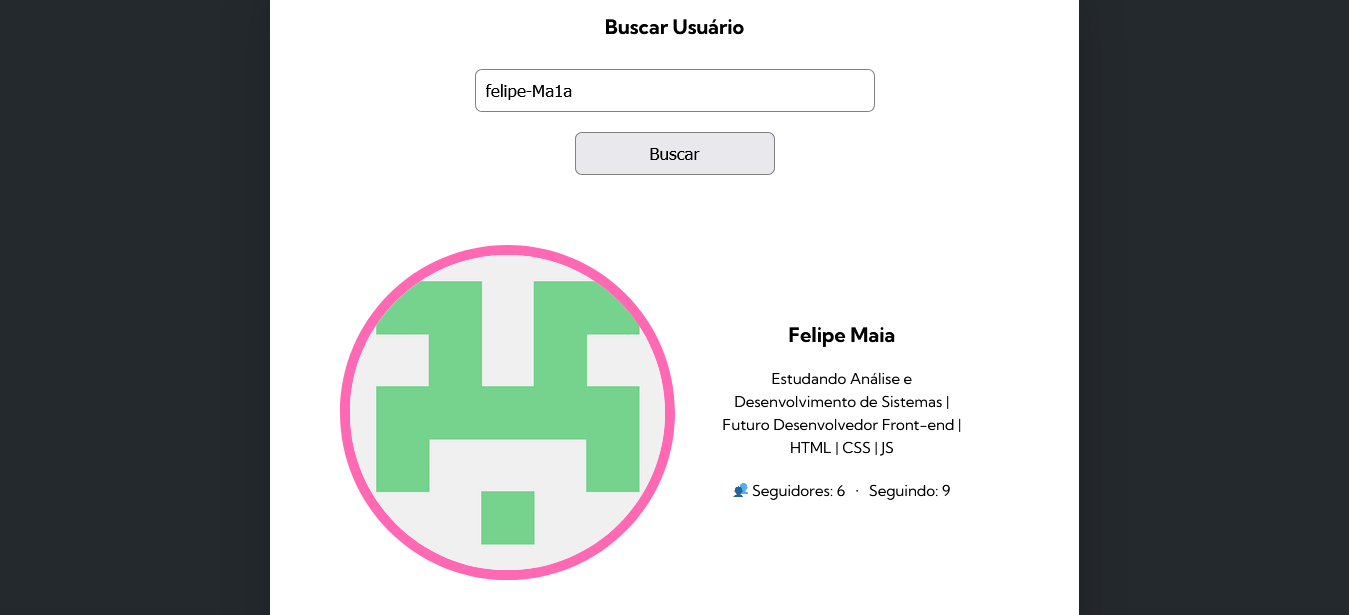 Buscar Usuário
felipe-Ma1a
Buscar
Felipe Maia
Estudando Análise e
Desenvolvimento de Sistemas |
Futuro Desenvolvedor Front-end |
HTML | CSS | JS
👥 Seguidores: 6 · Seguindo: 9